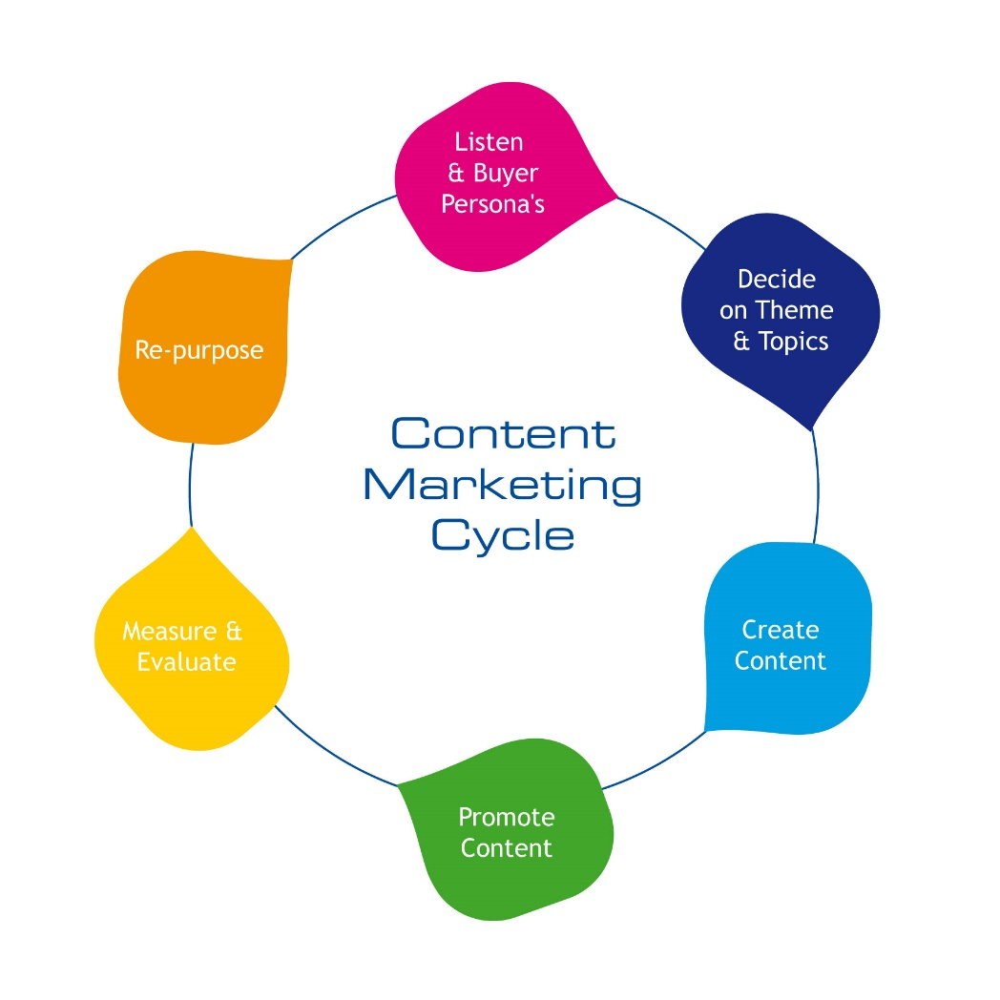 Listen
& Buyer
Persona's
Decide
on Theme
& Topics
Re-purpose
Content
Marketing
Cycle
Create
Content
Measure &
Evaluate
Promote
Content